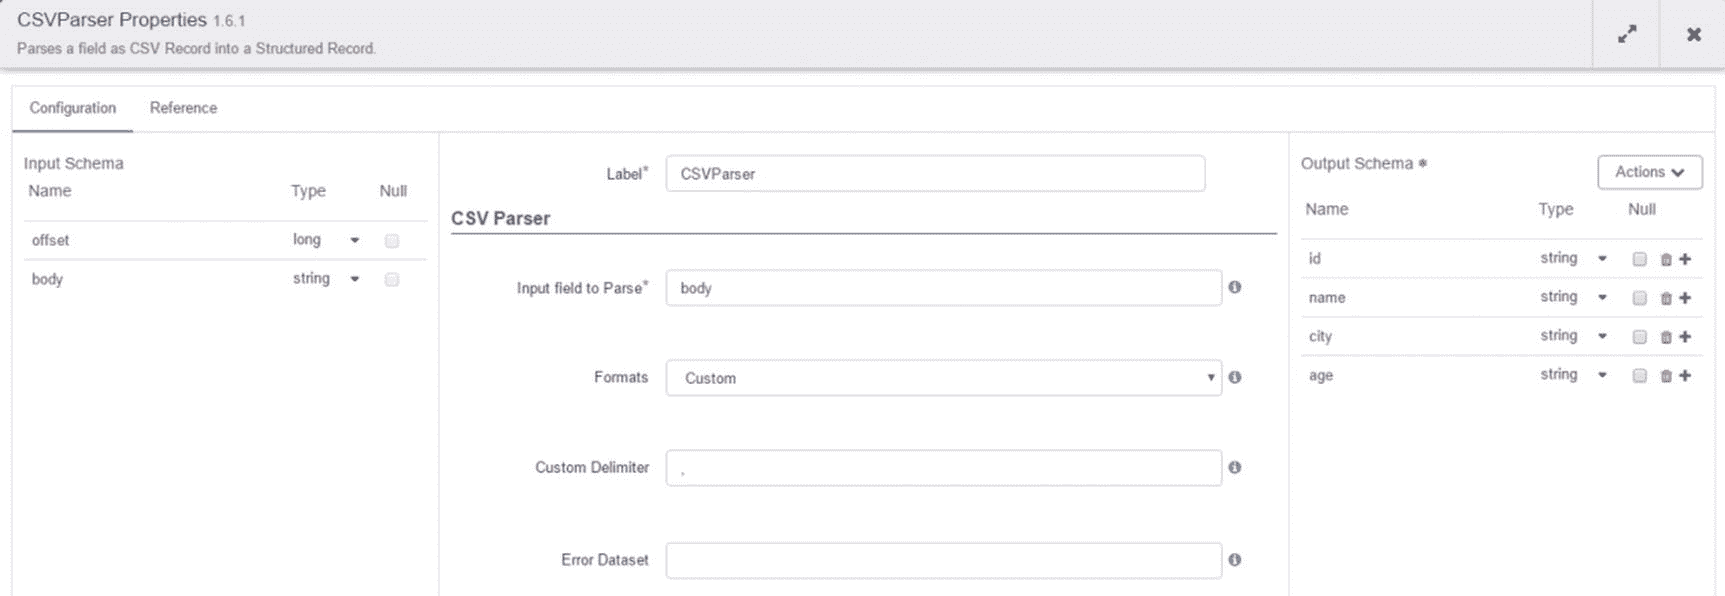 CSVParser Properties 1.6.1
Parses a field as CSV Record into a Structured Record.
Configuration Reference
Input Schema
Name Type Null
offset long
body string
Label* CSVParser
CSV Parser
Input field to Parse* body
Formats Custom
Custom Delimiter ,
Error Dataset
Output Schema
Actions
Name Type Null
id string
name string
city string
age string